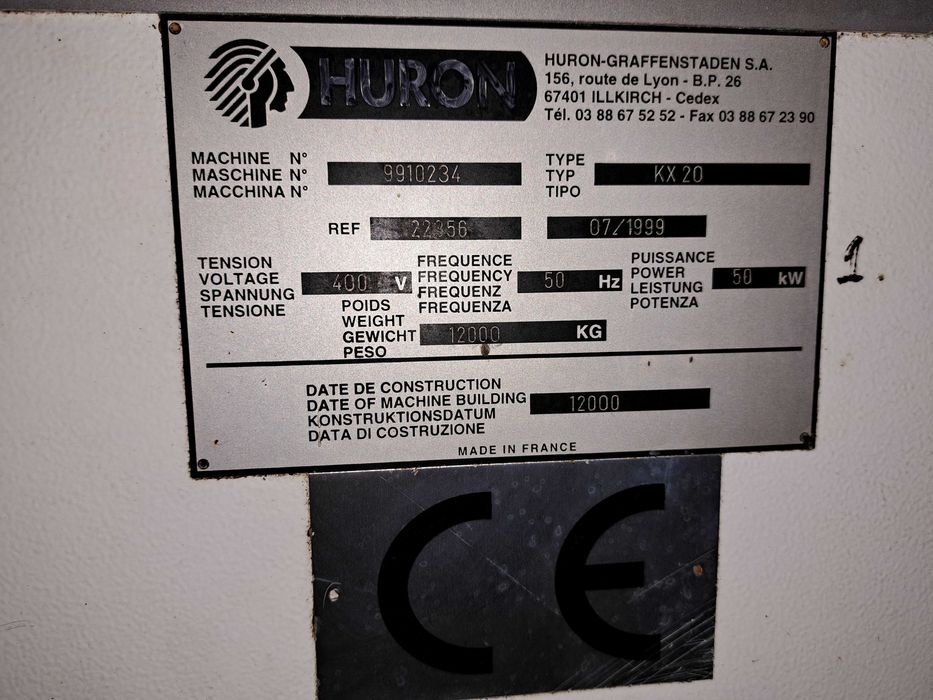 HURON
HURON-GRAFFENSTADEN S.A.
156, route de Lyon - B.P. 26
67401 ILLKIRCH - Cedex
Tél. 03 88 67 52 52 - Fax 03 88 67 23 90
MACHINE N°
MASCHINE N° 9910234
MACCHINA N°
TYPE
TYP KX 20
TIPO
REF 22356 07/1999
TENSION
VOLTAGE
SPANNUNG
TENSIONE
400 V
FREQUENCE
FREQUENCY
FREQUENZ
FREQUENZA
50 Hz
PUISSANCE
POWER
LEISTUNG
POTENZA
50 kW
POIDS
WEIGHT
GEWICHT
PESO
12000 KG
DATE DE CONSTRUCTION
DATE OF MACHINE BUILDING
KONSTRUKTIONSDATUM
DATA DI COSTRUZIONE
12000
MADE IN FRANCE
CE
1